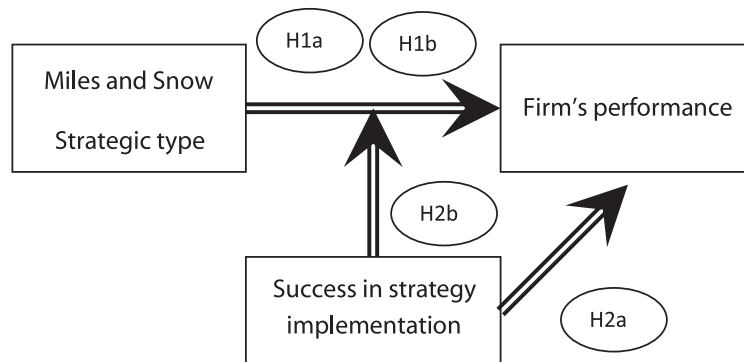 H1a
H1b
Miles and Snow
Strategic type
Firm’s performance
H2b
Success in strategy
implementation
H2a